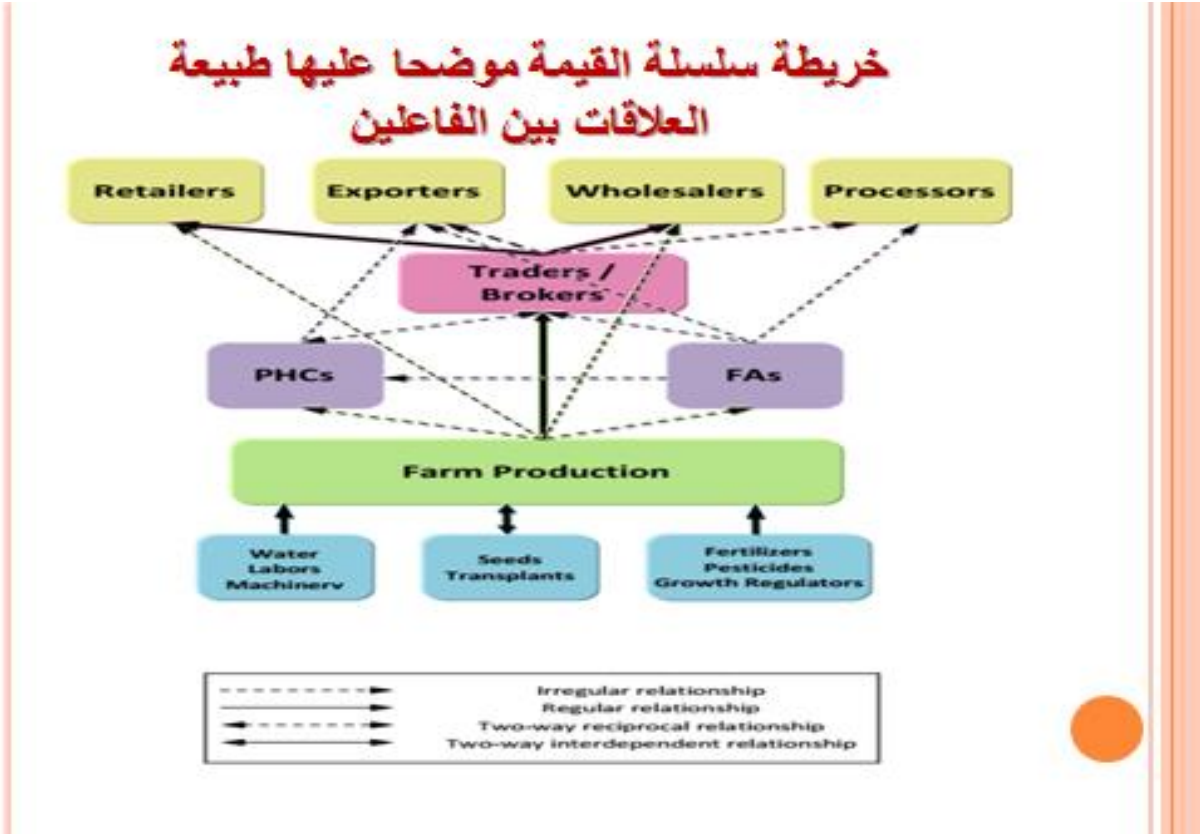 خريطة سلسلة القيمة موضحا عليها طبيعة
العلاقات بين الفاعلين
Retailers
Exporters
Wholesalers
Processors
Traders /
Brokers
PHCs
FAs
Farm Production
Water
Labors
Machinery
Seeds
Transplants
Fertilizers
Pesticides
Growth Regulators
Irregular relationship
Regular relationship
Two-way reciprocal relationship
Two-way interdependent relationship